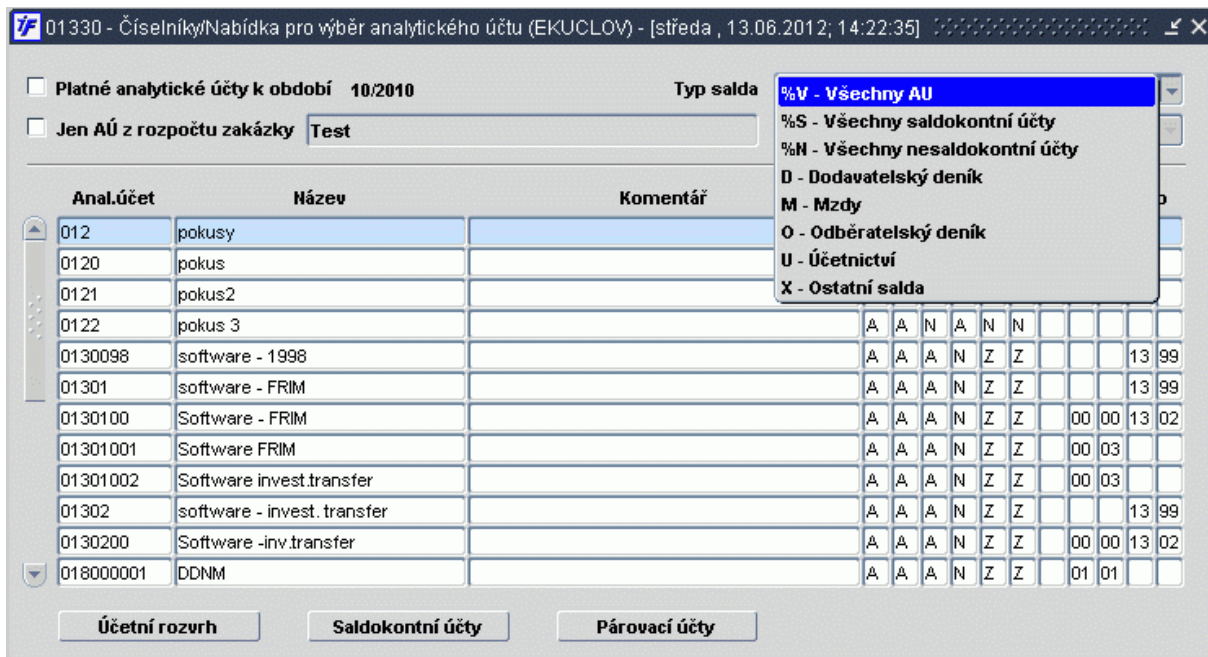 iF 01330 - Číselníky/Nabídka pro výběr analytického účtu (EKUCLOV) - [středa , 13.06.2012; 14:22:35]
Platné analytické účty k období 10/2010 Typ salda %V - Všechny AU
Jen AÚ z rozpočtu zakázky Test %S - Všechny saldokontní účty
%N - Všechny nesaldokontní účty
D - Dodavatelský deník
M - Mzdy
O - Odběratelský deník
U - Účetnictví
X - Ostatní salda
Anal.účet Název Komentář
012 pokusy
0120 pokus
0121 pokus2
0122 pokus 3 A A N A N N
0130098 software - 1998 A A A N Z Z 13 99
01301 software - FRIM A A A N Z Z 13 99
0130100 Software - FRIM A A A N Z Z 00 00 13 02
01301001 Software FRIM A A A N Z Z 00 03
01301002 Software invest.transfer A A A N Z Z 00 03
01302 software - invest. transfer A A A N Z Z 13 99
0130200 Software -inv.transfer A A A N Z Z 00 00 13 02
018000001 DDNM A A A N Z Z 01 01
Účetní rozvrh Saldokontní účty Párovací účty